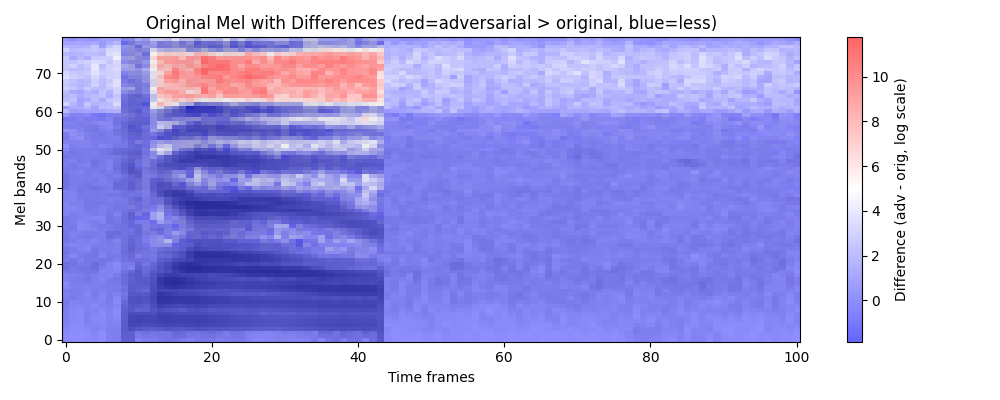 Original Mel with Differences (red=adversarial > original, blue=less)
Mel bands
70
60
50
40
30
20
10
0
0 20 40 60 80 100
Time frames
10
8
6
4
2
0
Difference (adv - orig, log scale)